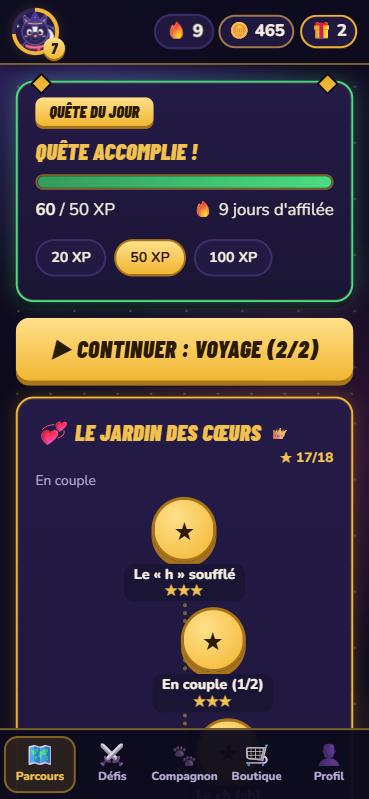 7
9
465
2
QUÊTE DU JOUR
QUÊTE ACCOMPLIE !
60 / 50 XP
9 jours d'affilée
20 XP
50 XP
100 XP
▶ CONTINUER : VOYAGE (2/2)
LE JARDIN DES CŒURS
★ 17/18
En couple
Le « h » soufflé
En couple (1/2)
Parcours
Défis
Compagnon
Boutique
Profil